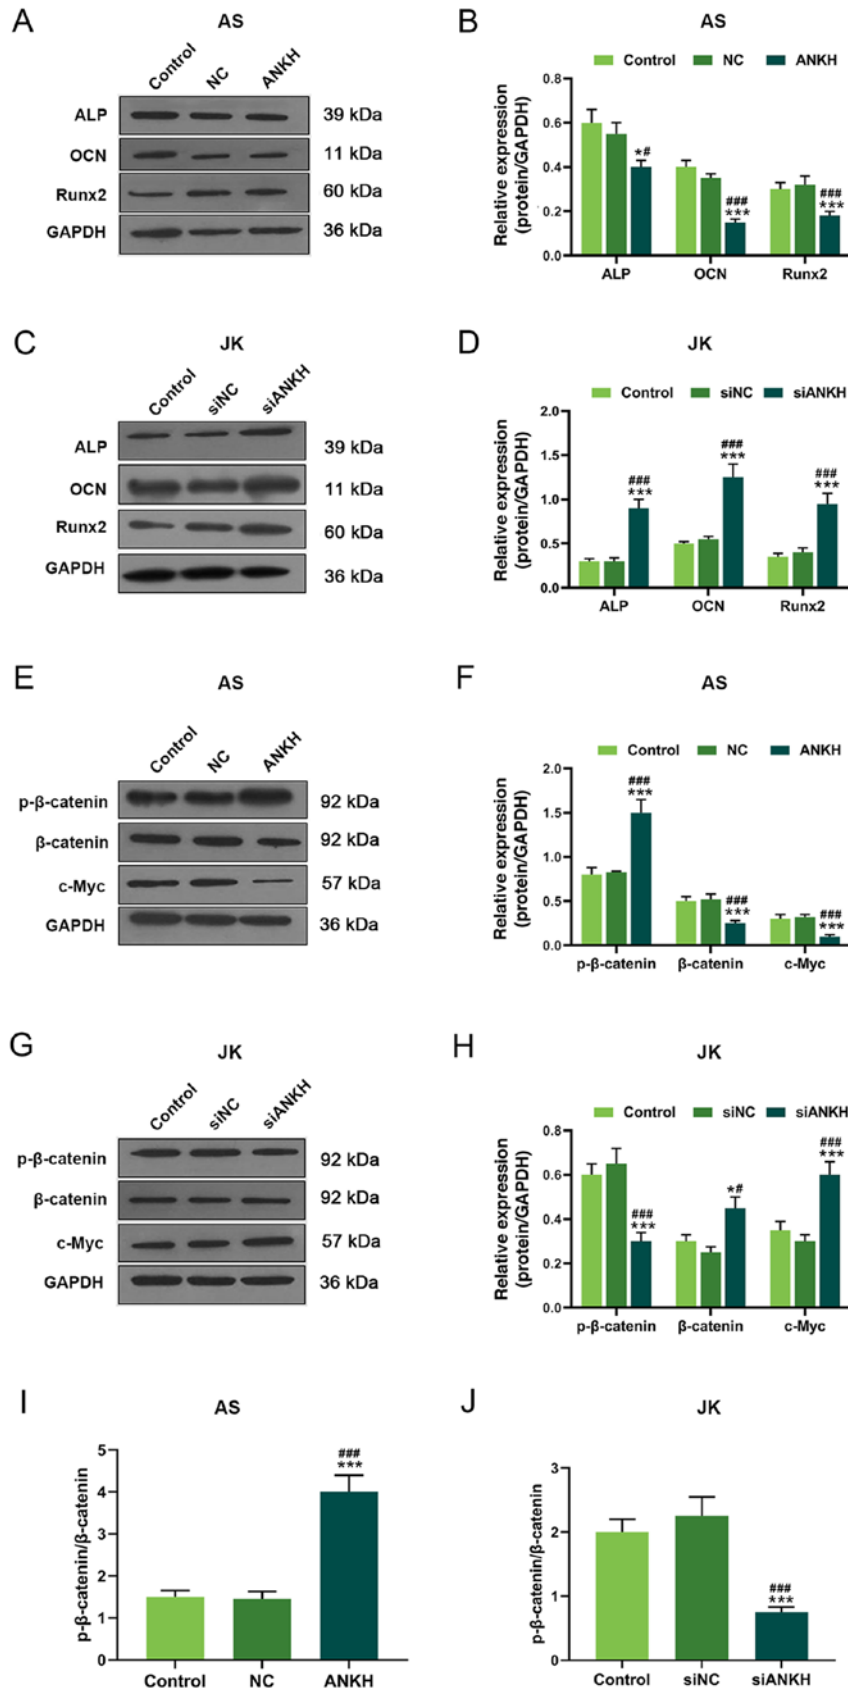 A
AS
Control
NC
ANKH
ALP
39 kDa
OCN
11 kDa
Runx2
60 kDa
GAPDH
36 kDa
B
AS
Control
NC
ANKH
Relative expression
(protein/GAPDH)
0.8
0.6
0.4
0.2
0.0
*#
###
***
###
***
ALP
OCN
Runx2
C
JK
Control
siNC
siANKH
ALP
39 kDa
OCN
11 kDa
Runx2
60 kDa
GAPDH
36 kDa
D
JK
Control
siNC
siANKH
Relative expression
(protein/GAPDH)
2.0
1.5
1.0
0.5
0.0
###
***
###
***
###
***
ALP
OCN
Runx2
E
AS
Control
NC
ANKH
p-β-catenin
92 kDa
β-catenin
92 kDa
c-Myc
57 kDa
GAPDH
36 kDa
F
AS
Control
NC
ANKH
Relative expression
(protein/GAPDH)
2.0
1.5
1.0
0.5
0.0
###
***
###
***
###
***
p-β-catenin
β-catenin
c-Myc
G
JK
Control
siNC
siANKH
p-β-catenin
92 kDa
β-catenin
92 kDa
c-Myc
57 kDa
GAPDH
36 kDa
H
JK
Control
siNC
siANKH
Relative expression
(protein/GAPDH)
0.8
0.6
0.4
0.2
0.0
###
***
*#
###
***
p-β-catenin
β-catenin
c-Myc
I
AS
p-β-catenin/β-catenin
5
4
3
2
1
0
###
***
Control
NC
ANKH
J
JK
p-β-catenin/β-catenin
3
2
1
0
###
***
Control
siNC
siANKH